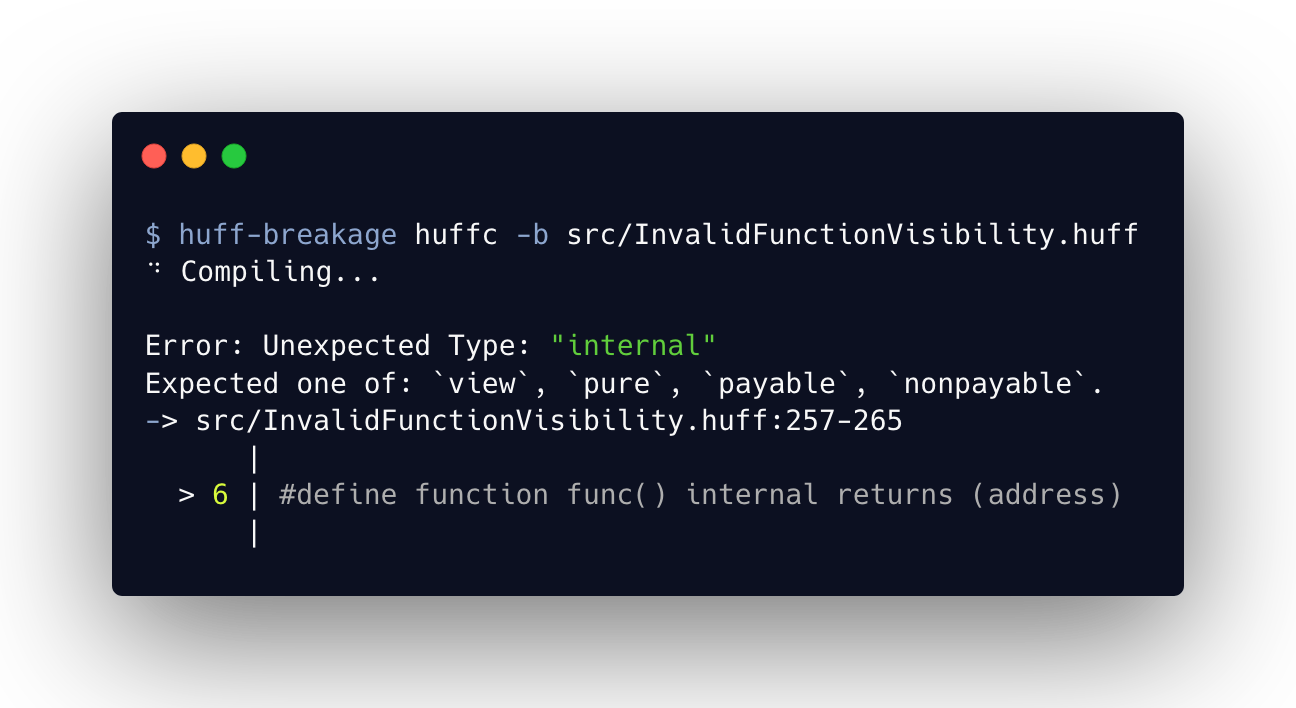 $ huff-breakage huffc -b src/InvalidFunctionVisibility.huff
⠙ Compiling...
Error: Unexpected Type: "internal"
Expected one of: `view`, `pure`, `payable`, `nonpayable`.
-> src/InvalidFunctionVisibility.huff:257-265
|
> 6 | #define function func() internal returns (address)
|